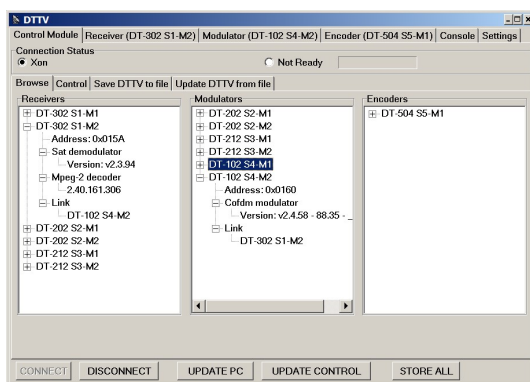 DTTV
Control Module Receiver (DT-302 S1-M2) Modulator (DT-102 S4-M2) Encoder (DT-504 S5-M1) Console Settings
Connection Status
Xon Not Ready
Browse Control Save DTTV to file Update DTTV from file
Receivers
DT-302 S1-M1
DT-302 S1-M2
Address: 0x015A
Sat demodulator
Version: v2.3.94
Mpeg-2 decoder
2.40.161.306
Link
DT-102 S4-M2
DT-202 S2-M1
DT-202 S2-M2
DT-212 S3-M1
DT-212 S3-M2
Modulators
DT-202 S2-M1
DT-202 S2-M2
DT-212 S3-M1
DT-212 S3-M2
DT-102 S4-M1
DT-102 S4-M2
Address: 0x0160
Cofdm modulator
Version: v2.4.58 - 88.35 - _
Link
DT-302 S1-M2
Encoders
DT-504 S5-M1
CONNECT DISCONNECT UPDATE PC UPDATE CONTROL STORE ALL